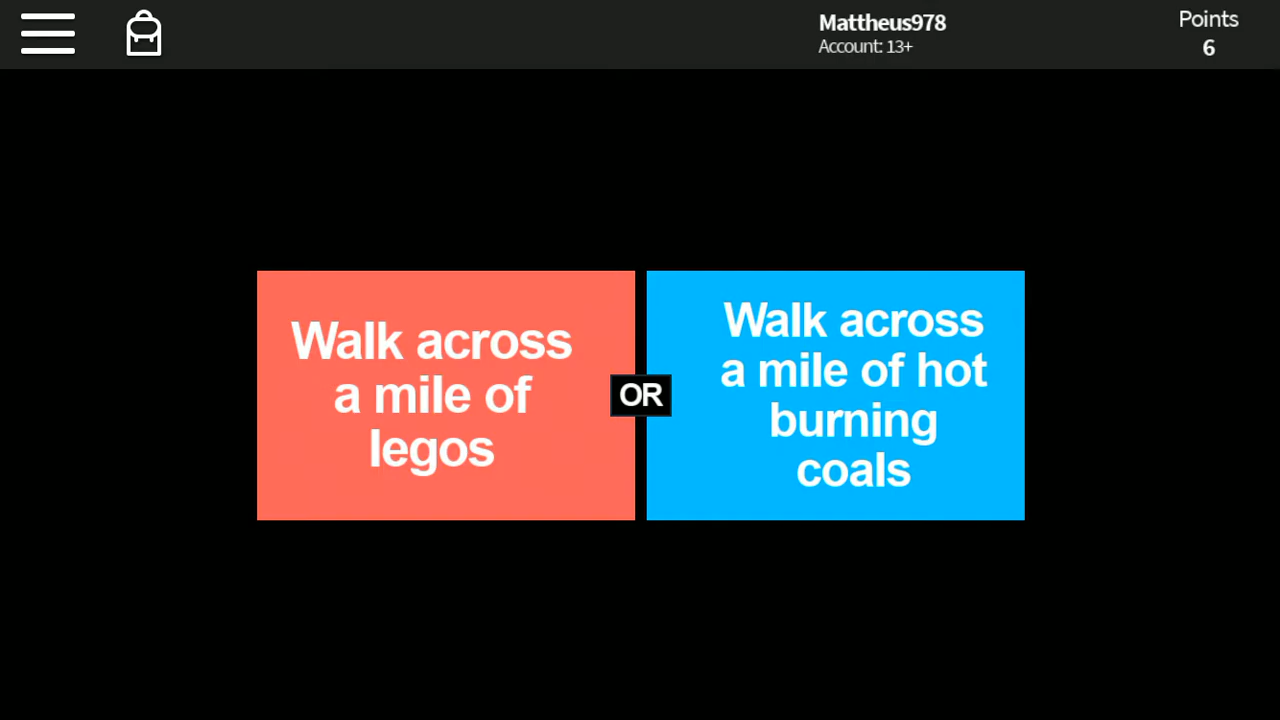 Mattheus978
Account: 13+
Points
6
Walk across
a mile of
legos
OR
Walk across
a mile of hot
burning
coals